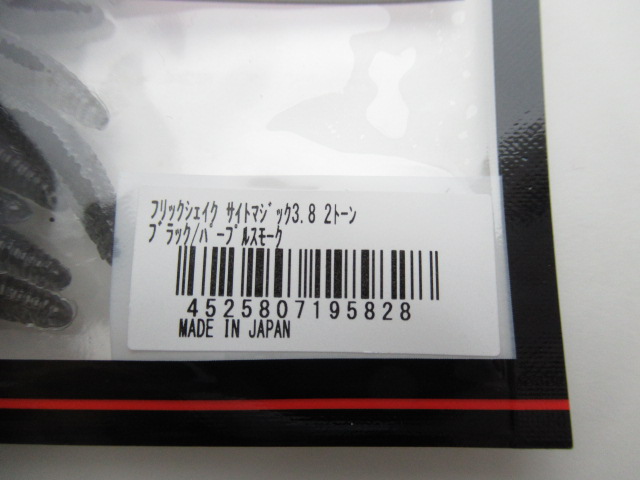 フリックシェイク サイトマジック3.8 2トーン
ブラック/パープルスモーク
4525807195828
MADE IN JAPAN